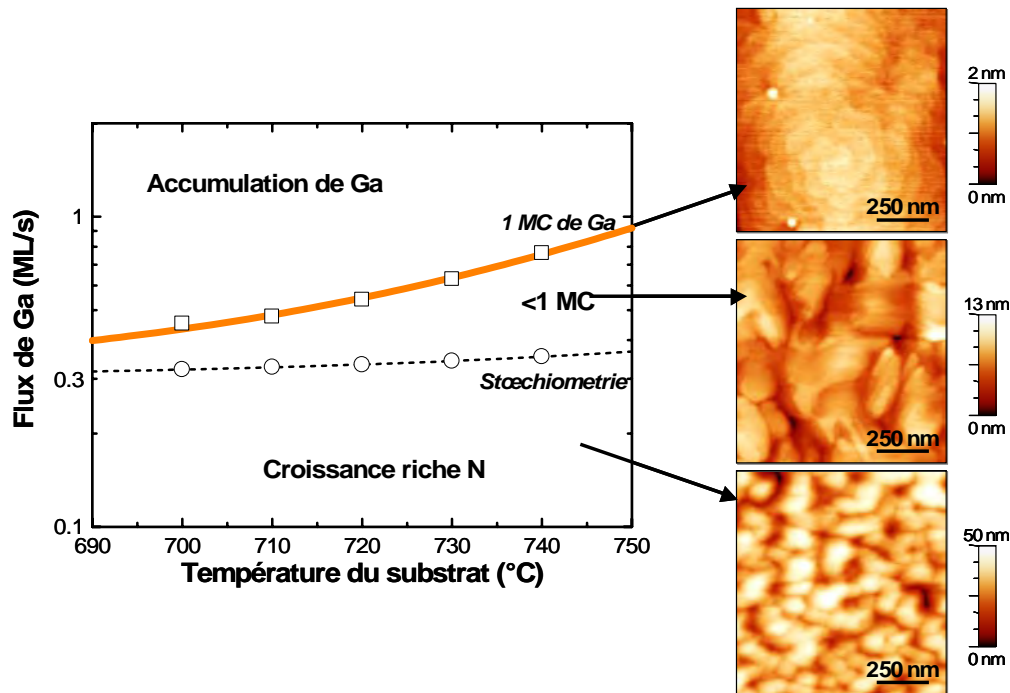 Flux de Ga (ML/s)
1
0.3
0.1
Accumulation de Ga
1 MC de Ga
<1 MC
Stœchiometrie
Croissance riche N
690 700 710 720 730 740 750
Température du substrat (°C)
250 nm
2 nm
0 nm
250 nm
13 nm
0 nm
250 nm
50 nm
0 nm